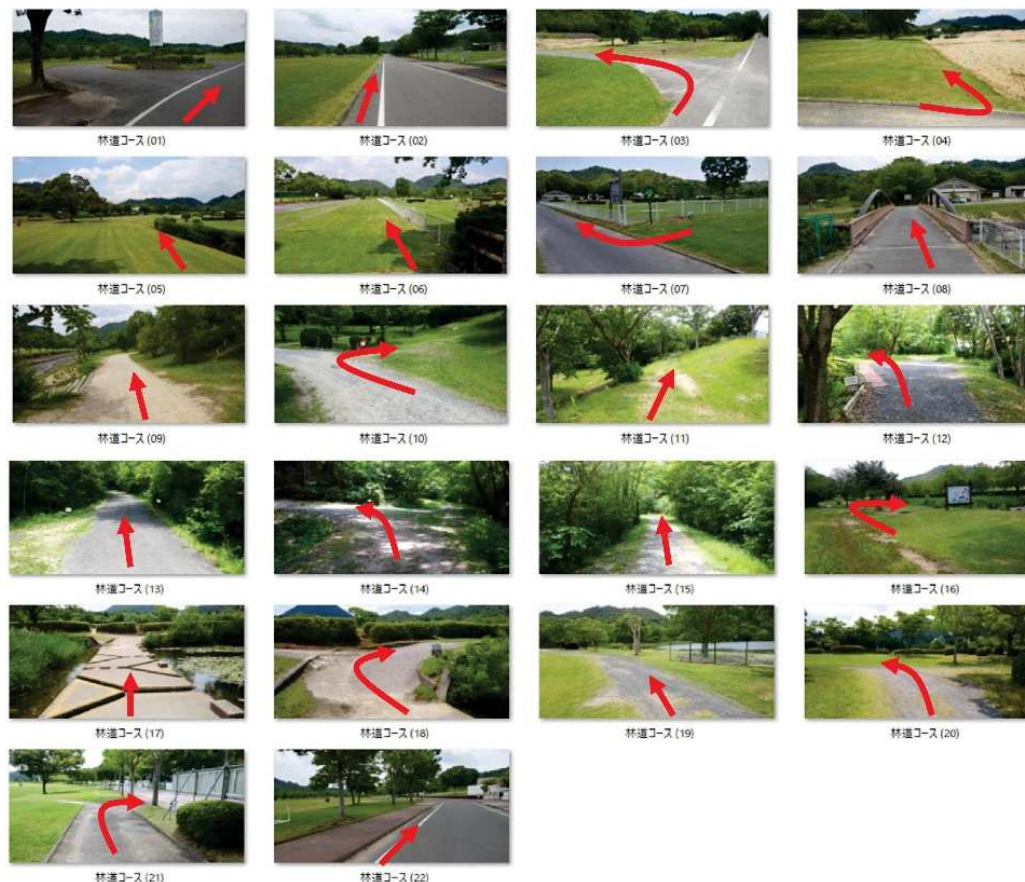 林道コース (01)
林道コース (02)
林道コース (03)
林道コース (04)
林道コース (05)
林道コース (06)
林道コース (07)
林道コース (08)
林道コース (09)
林道コース (10)
林道コース (11)
林道コース (12)
林道コース (13)
林道コース (14)
林道コース (15)
林道コース (16)
林道コース (17)
林道コース (18)
林道コース (19)
林道コース (20)
林道コース (21)
林道コース (22)